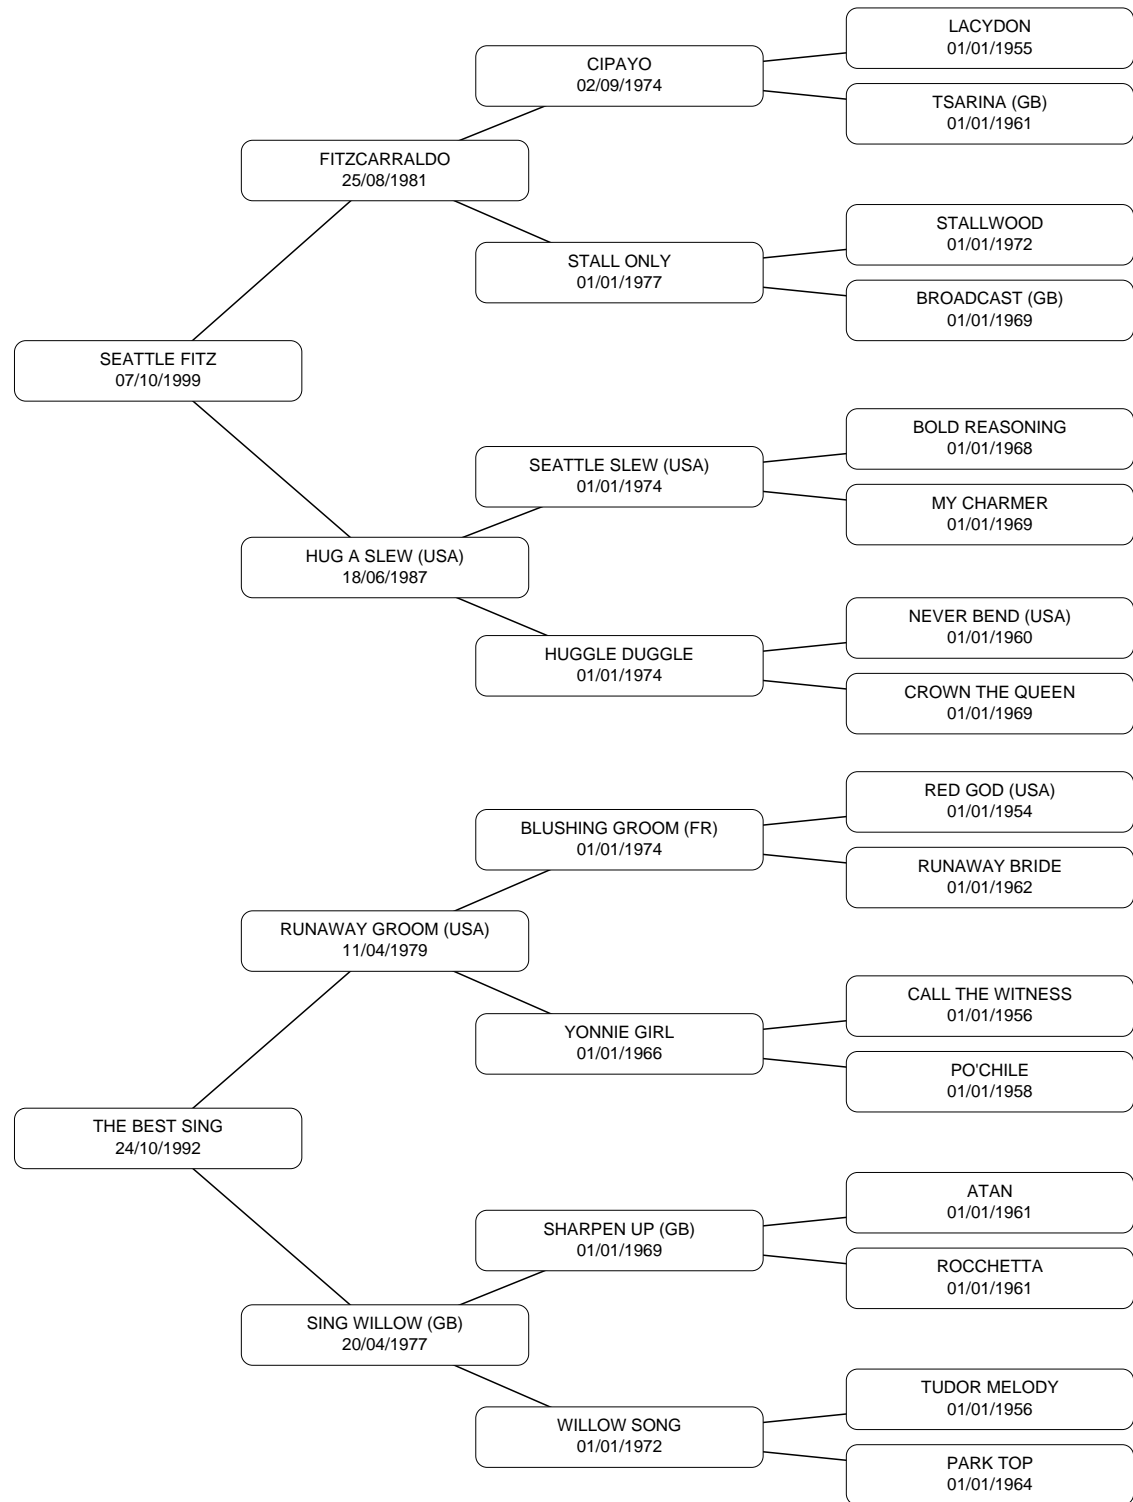 LACYDON
01/01/1955
CIPAYO
02/09/1974
TSARINA (GB)
01/01/1961
FITZCARRALDO
25/08/1981
STALLWOOD
01/01/1972
STALL ONLY
01/01/1977
BROADCAST (GB)
01/01/1969
SEATTLE FITZ
07/10/1999
BOLD REASONING
01/01/1968
SEATTLE SLEW (USA)
01/01/1974
MY CHARMER
01/01/1969
HUG A SLEW (USA)
18/06/1987
NEVER BEND (USA)
01/01/1960
HUGGLE DUGGLE
01/01/1974
CROWN THE QUEEN
01/01/1969
RED GOD (USA)
01/01/1954
BLUSHING GROOM (FR)
01/01/1974
RUNAWAY BRIDE
01/01/1962
RUNAWAY GROOM (USA)
11/04/1979
CALL THE WITNESS
01/01/1956
YONNIE GIRL
01/01/1966
PO'CHILE
01/01/1958
THE BEST SING
24/10/1992
ATAN
01/01/1961
SHARPEN UP (GB)
01/01/1969
ROCCHETTA
01/01/1961
SING WILLOW (GB)
20/04/1977
TUDOR MELODY
01/01/1956
WILLOW SONG
01/01/1972
PARK TOP
01/01/1964